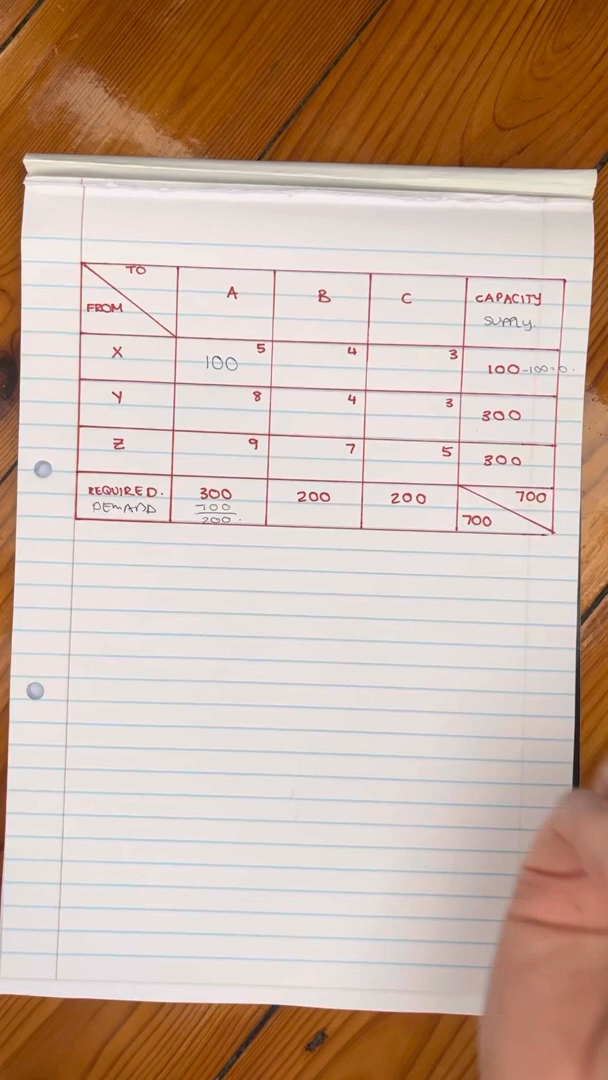 TO
FROM
A B C CAPACITY
SUPPLY.
X 100 5 4 3 100-100=0.
Y 8 4 3 300
Z 9 7 5 300
REQUIRED. 300 200 200 700
DEMAND 100 700
200.